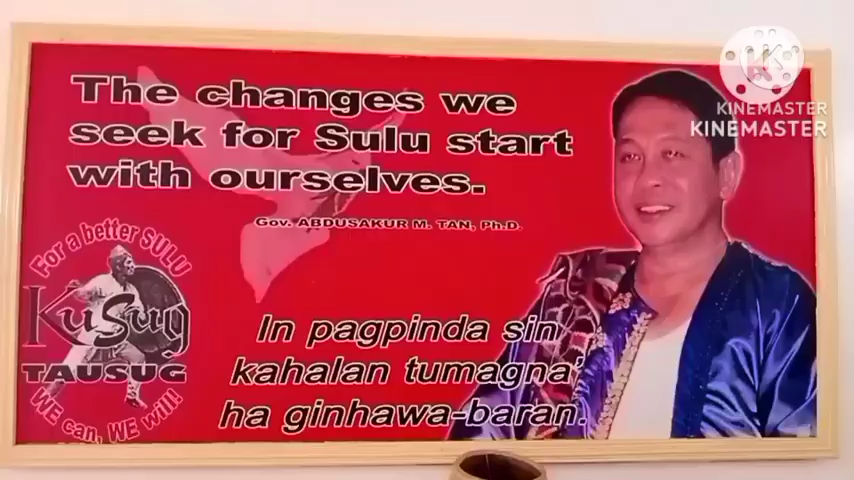 The changes we
seek for Sulu start
with ourselves.
Gov. ABDUSAKUR M. TAN, Ph.D.
For a better SULU
Kusug
TAUSUG
WE can, WE will!
In pagpinda sin
kahalan tumagna'
ha ginhawa-baran.
KINEMASTER
KINEMASTER